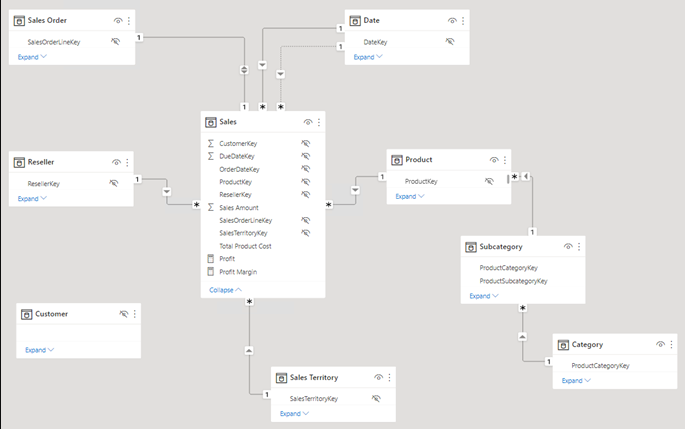 Sales Order
SalesOrderLineKey
Expand
1
Date
DateKey
Expand
1
1
1
*
*
Sales
CustomerKey
DueDateKey
OrderDateKey
ProductKey
ResellerKey
Sales Amount
SalesOrderLineKey
SalesTerritoryKey
Total Product Cost
Profit
Profit Margin
Collapse
Reseller
ResellerKey
Expand
1
*
*
1
Product
ProductKey
Expand
*
1
Subcategory
ProductCategoryKey
ProductSubcategoryKey
Expand
*
Customer
Expand
*
1
Category
ProductCategoryKey
Expand
1
Sales Territory
SalesTerritoryKey
Expand